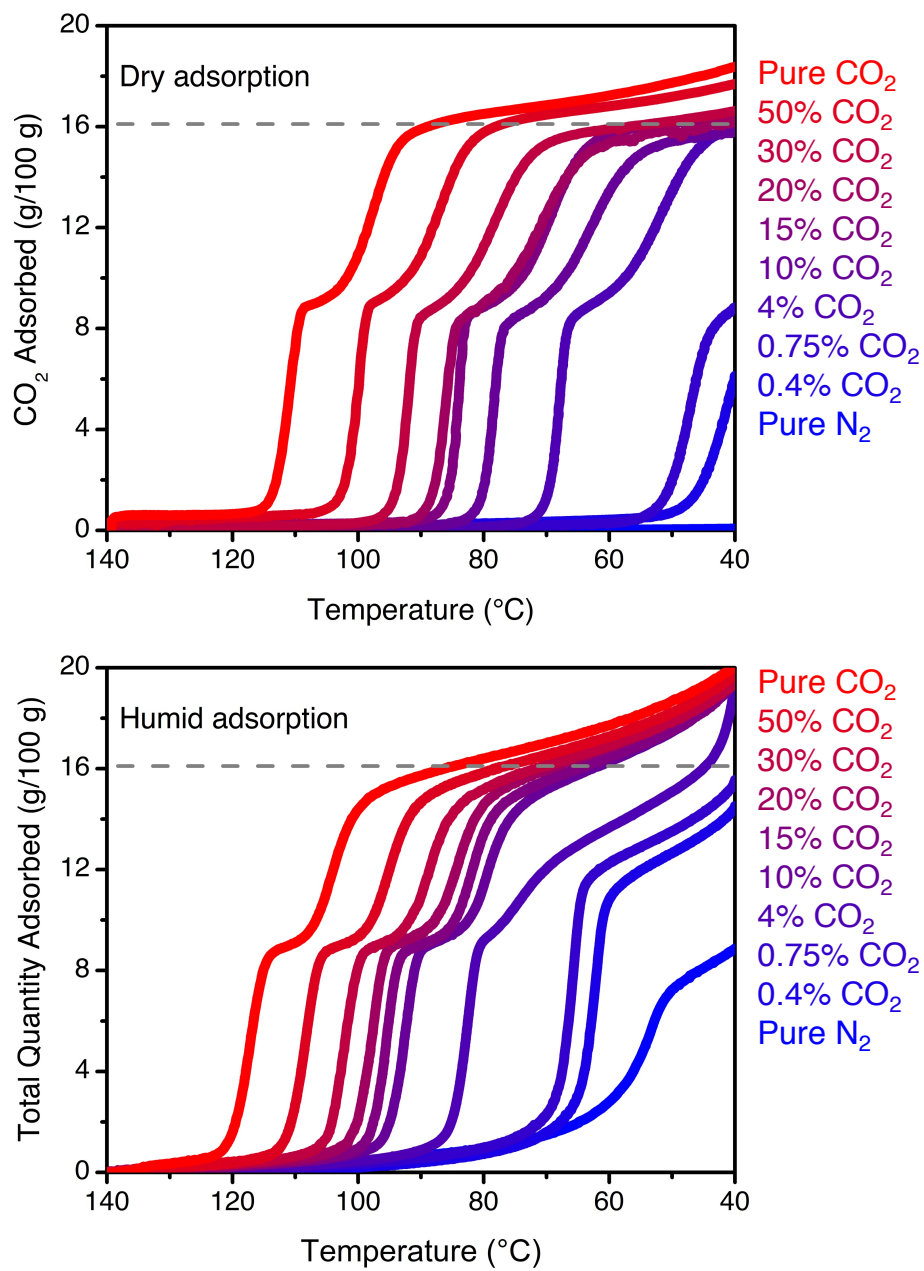 20
16
12
8
4
0
CO₂ Adsorbed (g/100 g)
Dry adsorption
140
120
100
80
60
40
Temperature (°C)
Pure CO₂
50% CO₂
30% CO₂
20% CO₂
15% CO₂
10% CO₂
4% CO₂
0.75% CO₂
0.4% CO₂
Pure N₂
20
16
12
8
4
0
Total Quantity Adsorbed (g/100 g)
Humid adsorption
140
120
100
80
60
40
Temperature (°C)
Pure CO₂
50% CO₂
30% CO₂
20% CO₂
15% CO₂
10% CO₂
4% CO₂
0.75% CO₂
0.4% CO₂
Pure N₂